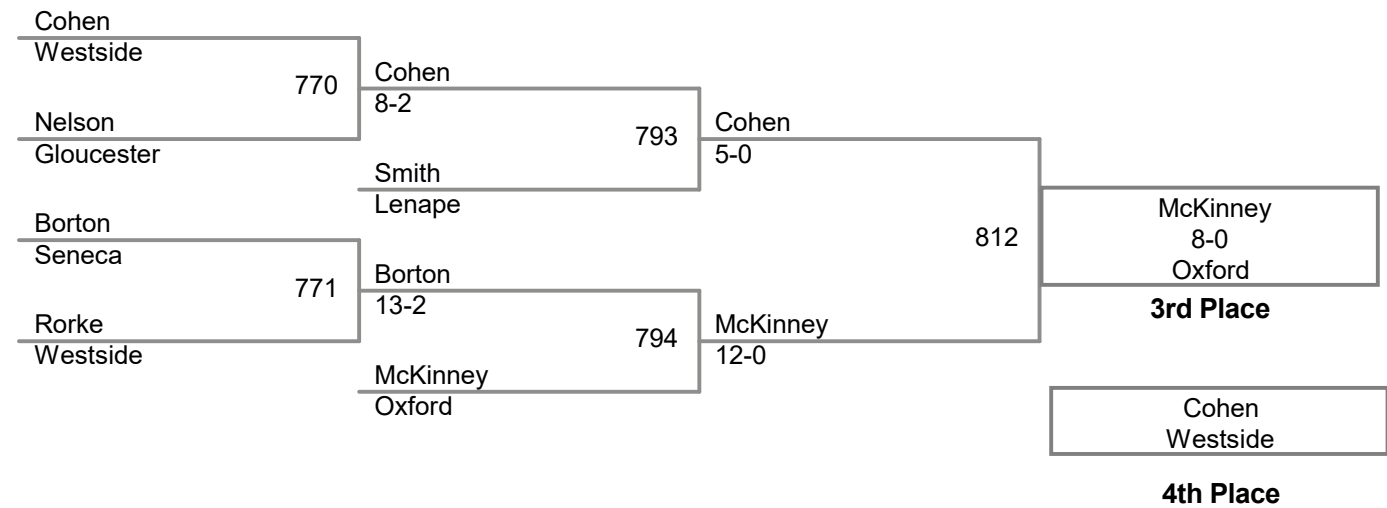 Cohen
Westside
770
Cohen
8-2
Nelson
Gloucester
793
Cohen
5-0
Smith
Lenape
Borton
Seneca
771
Borton
13-2
Rorke
Westside
794
McKinney
12-0
McKinney
Oxford
812
McKinney
8-0
Oxford
3rd Place
Cohen
Westside
4th Place